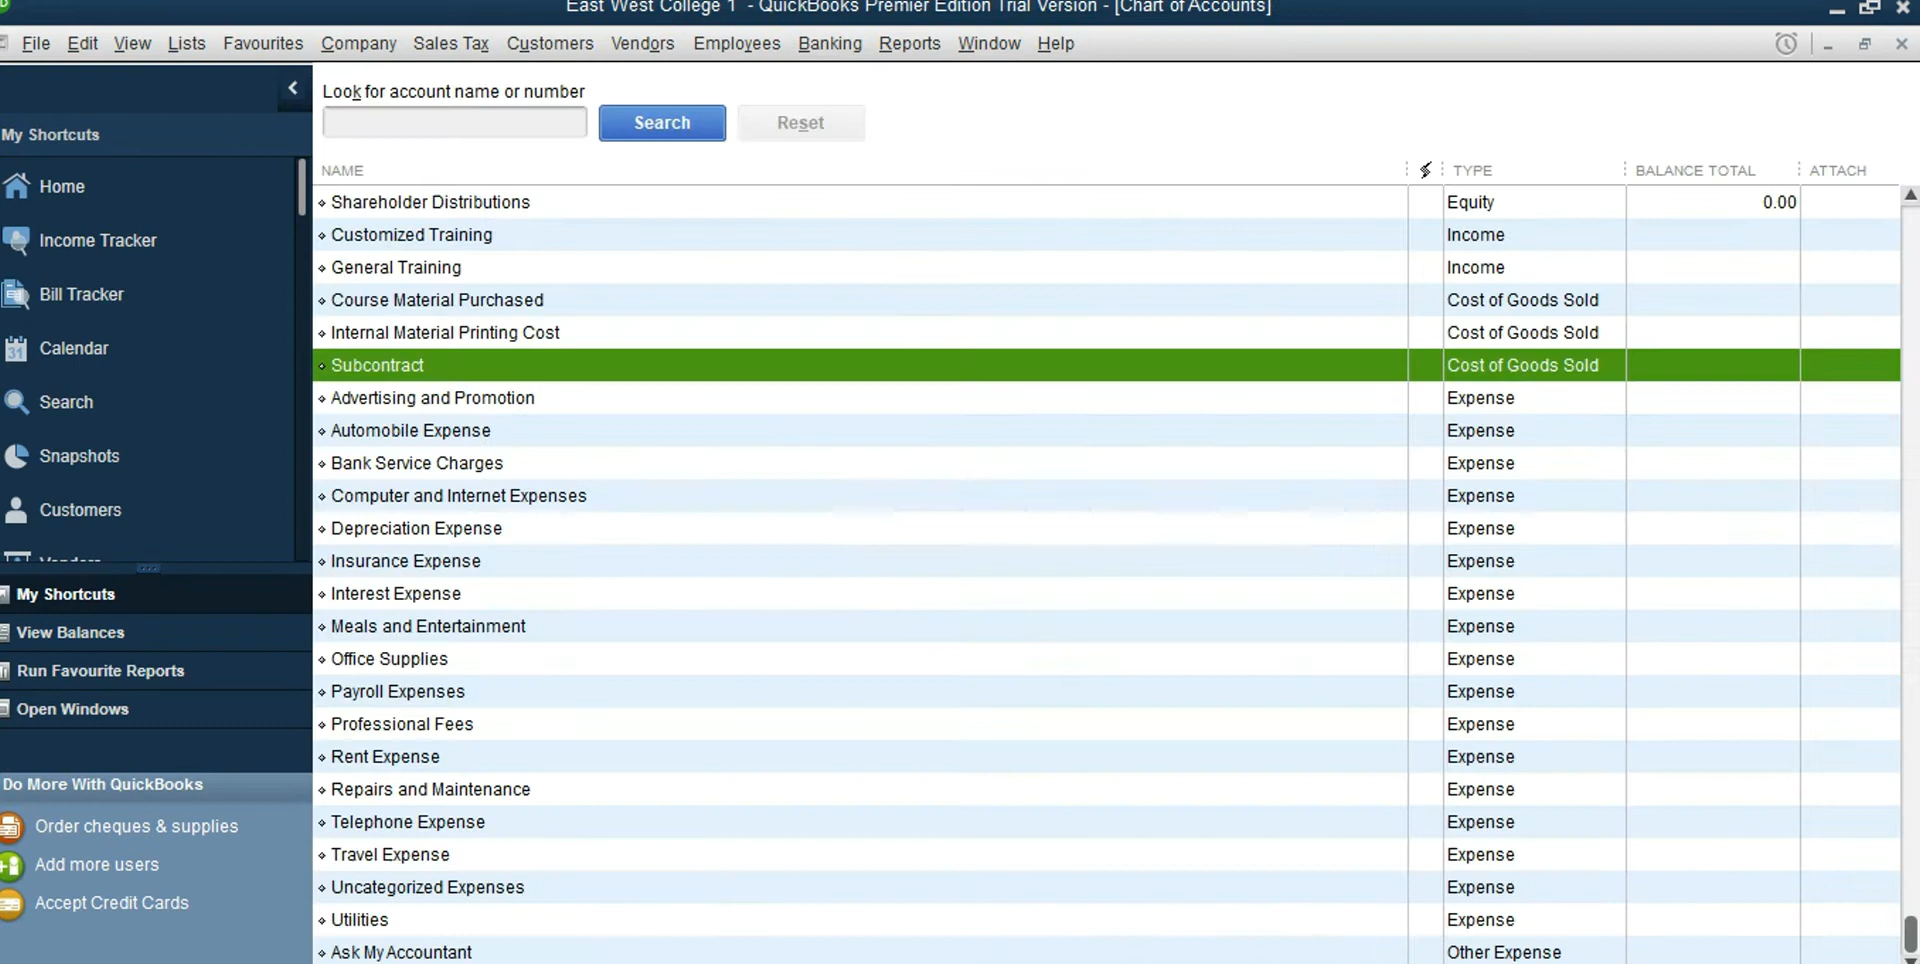 East West College 1 - QuickBooks Premier Edition Trial Version - [Chart of Accounts]
File Edit View Lists Favourites Company Sales Tax Customers Vendors Employees Banking Reports Window Help
Look for account name or number
Search Reset
My Shortcuts
Home
Income Tracker
Bill Tracker
Calendar
31
Search
Snapshots
Customers
Vendors
My Shortcuts
View Balances
Run Favourite Reports
Open Windows
Do More With QuickBooks
Order cheques & supplies
Add more users
Accept Credit Cards
NAME TYPE BALANCE TOTAL ATTACH
Shareholder Distributions Equity 0.00
Customized Training Income
General Training Income
Course Material Purchased Cost of Goods Sold
Internal Material Printing Cost Cost of Goods Sold
Subcontract Cost of Goods Sold
Advertising and Promotion Expense
Automobile Expense Expense
Bank Service Charges Expense
Computer and Internet Expenses Expense
Depreciation Expense Expense
Insurance Expense Expense
Interest Expense Expense
Meals and Entertainment Expense
Office Supplies Expense
Payroll Expenses Expense
Professional Fees Expense
Rent Expense Expense
Repairs and Maintenance Expense
Telephone Expense Expense
Travel Expense Expense
Uncategorized Expenses Expense
Utilities Expense
Ask My Accountant Other Expense